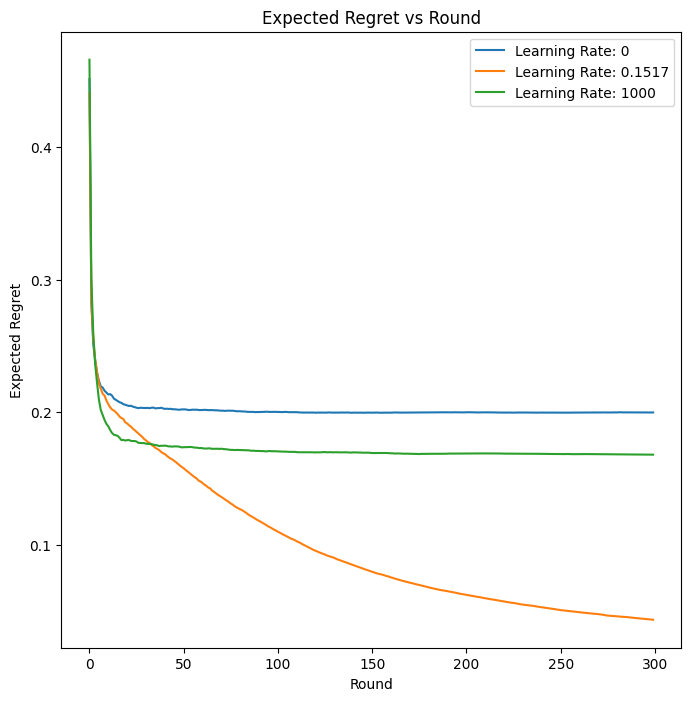 Expected Regret vs Round
Learning Rate: 0
Learning Rate: 0.1517
Learning Rate: 1000
Expected Regret
0.4
0.3
0.2
0.1
0
50
100
150
200
250
300
Round